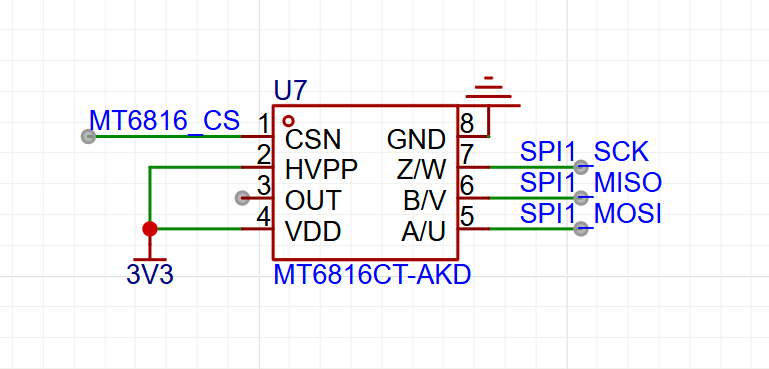 U7
MT6816_CS 1 CSN GND 8
2 HVPP Z/W 7 SPI1_SCK
3 OUT B/V 6 SPI1_MISO
4 VDD A/U 5 SPI1_MOSI
3V3 MT6816CT-AKD